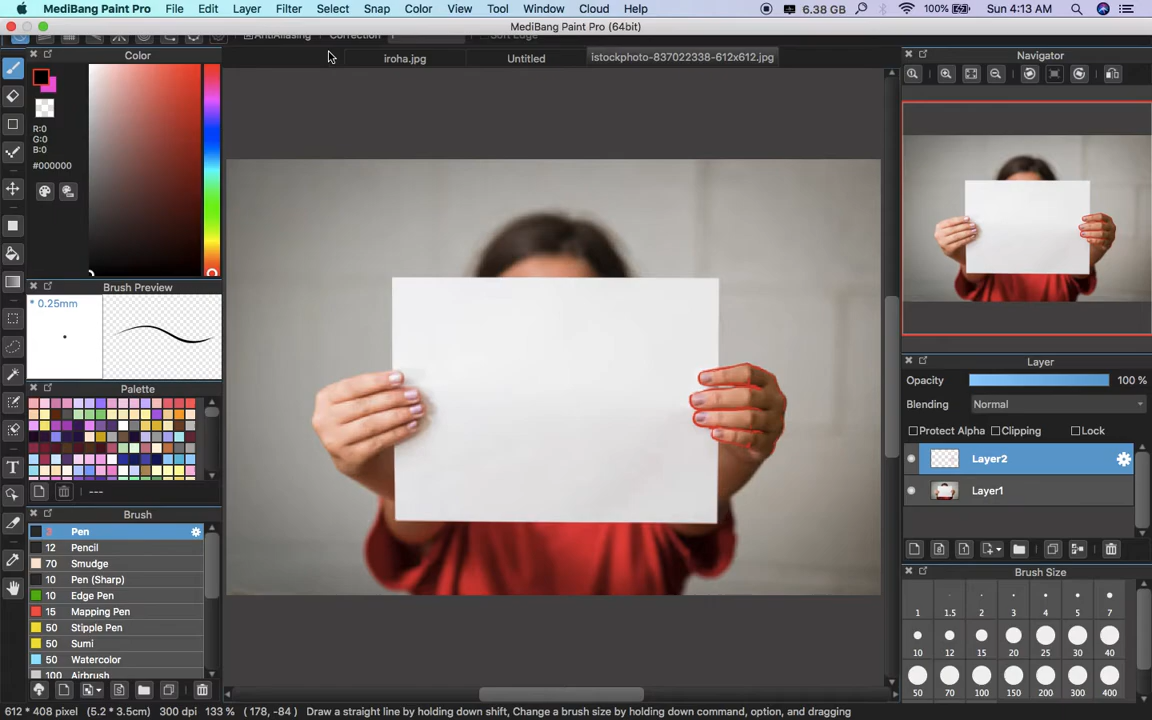 MediBang Paint Pro File Edit Layer Filter Select Snap Color View Tool Window Cloud Help 6.38 GB 100% Sun 4:13 AM
MediBang Paint Pro (64bit)
AntiAliasing Correction Soft Edge
iroha.jpg Untitled istockphoto-837022338-612x612.jpg
Color
R:0
G:0
B:0
#000000
Brush Preview
* 0.25mm
Palette
---
Brush
3 Pen
12 Pencil
70 Smudge
10 Pen (Sharp)
10 Edge Pen
15 Mapping Pen
50 Stipple Pen
50 Sumi
50 Watercolor
100 Airbrush
Navigator
Layer
Opacity 100 %
Blending Normal
Protect Alpha Clipping Lock
Layer2
Layer1
Brush Size
1 1.5 2 3 4 5 7
10 12 15 20 25 30 40
50 70 100 150 200 300 400
612 * 408 pixel (5.2 * 3.5cm) 300 dpi 133 % (178, -84) Draw a straight line by holding down shift, Change a brush size by holding down command, option, and dragging